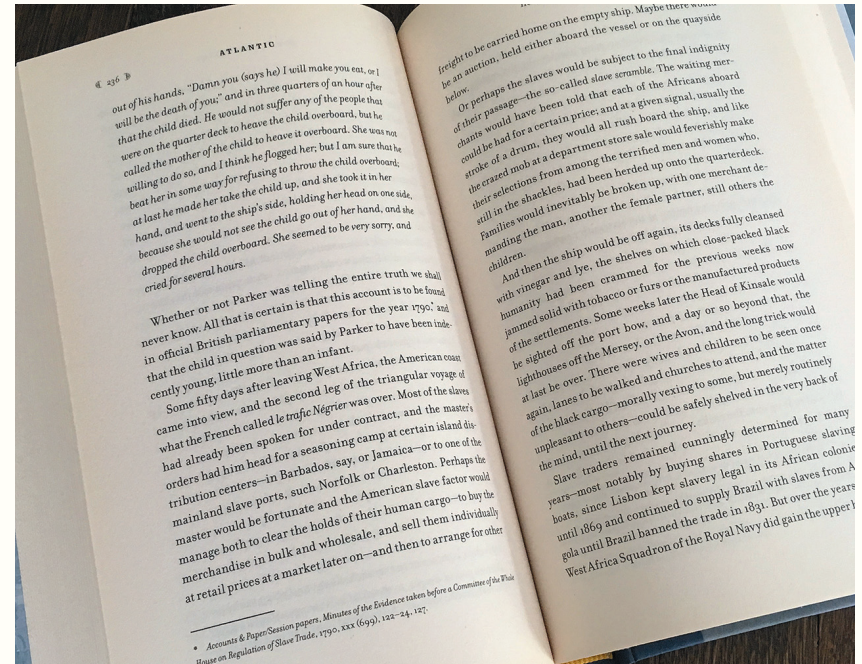 ATLANTIC
236
out of his hands, “Damn you (says he) I will make you eat, or I
will be the death of you;” and in three quarters of an hour after
that the child died. He would not suffer any of the people that
were on the quarter deck to heave the child overboard, but he
called the mother of the child to heave it overboard. She was not
willing to do so, and I think he flogged her; but I am sure that he
beat her in some way for refusing to throw the child overboard;
at last he made her take the child up, and she took it in her
hand, and went to the ship’s side, holding her head on one side,
because she would not see the child go out of her hand, and she
dropped the child overboard. She seemed to be very sorry, and
cried for several hours.
Whether or not Parker was telling the entire truth we shall
never know. All that is certain is that this account is to be found
in official British parliamentary papers for the year 1790,* and
that the child in question was said by Parker to have been inde-
cently young, little more than an infant.
Some fifty days after leaving West Africa, the American coast
came into view, and the second leg of the triangular voyage of
what the French called le trafic Négrier was over. Most of the slaves
had already been spoken for under contract, and the master’s
orders had him head for a seasoning camp at certain island dis-
tribution centers—in Barbados, say, or Jamaica—or to one of the
mainland slave ports, such Norfolk or Charleston. Perhaps the
master would be fortunate and the American slave factor would
manage both to clear the holds of their human cargo—to buy the
merchandise in bulk and wholesale, and sell them individually
at retail prices at a market later on—and then to arrange for other
* Accounts & Paper/Session papers, Minutes of the Evidence taken before a Committee of the Whole
House on Regulation of Slave Trade, 1790, xxx (699), 122–24, 127.
freight to be carried home on the empty ship. Maybe there would
be an auction, held either aboard the vessel or on the quayside
below.
Or perhaps the slaves would be subject to the final indignity
of their passage—the so-called slave scramble. The waiting mer-
chants would have been told that each of the Africans aboard
could be had for a certain price; and at a given signal, usually the
stroke of a drum, they would all rush board the ship, and like
the crazed mob at a department store sale would feverishly make
their selections from among the terrified men and women who,
still in the shackles, had been herded up onto the quarterdeck.
Families would inevitably be broken up, with one merchant de-
manding the man, another the female partner, still others the
children.
And then the ship would be off again, its decks fully cleansed
with vinegar and lye, the shelves on which close-packed black
humanity had been crammed for the previous weeks now
jammed solid with tobacco or furs or the manufactured products
of the settlements. Some weeks later the Head of Kinsale would
be sighted off the port bow, and a day or so beyond that, the
lighthouses off the Mersey, or the Avon, and the long trick would
at last be over. There were wives and children to be seen once
again, lanes to be walked and churches to attend, and the matter
of the black cargo—morally vexing to some, but merely routinely
unpleasant to others—could be safely shelved in the very back of
the mind, until the next journey.
Slave traders remained cunningly determined for many
years—most notably by buying shares in Portuguese slaving
boats, since Lisbon kept slavery legal in its African colonie
until 1869 and continued to supply Brazil with slaves from A
gola until Brazil banned the trade in 1831. But over the years
West Africa Squadron of the Royal Navy did gain the upper h